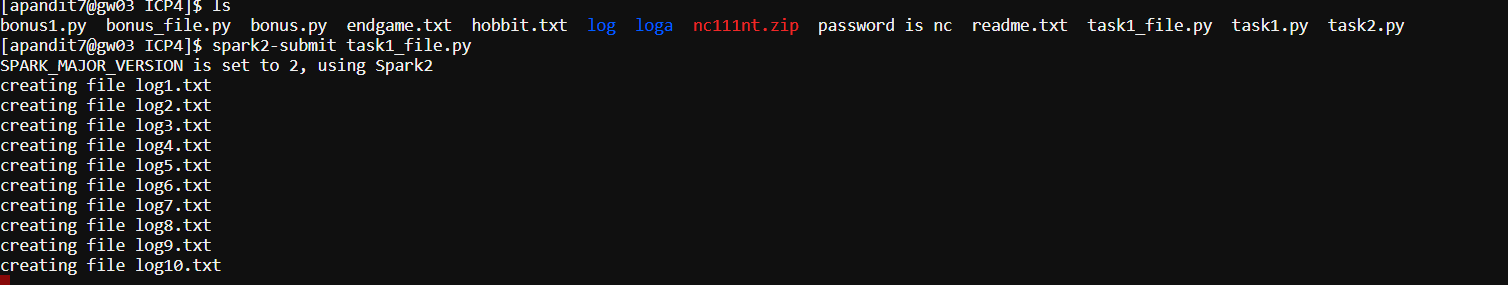 [apandit7@gw03 ICP4]$ ls
bonus1.py  bonus_file.py  bonus.py  endgame.txt  hobbit.txt  log  loga  nc111nt.zip  password is nc  readme.txt  task1_file.py  task1.py  task2.py
[apandit7@gw03 ICP4]$ spark2-submit task1_file.py
SPARK_MAJOR_VERSION is set to 2, using Spark2
creating file log1.txt
creating file log2.txt
creating file log3.txt
creating file log4.txt
creating file log5.txt
creating file log6.txt
creating file log7.txt
creating file log8.txt
creating file log9.txt
creating file log10.txt